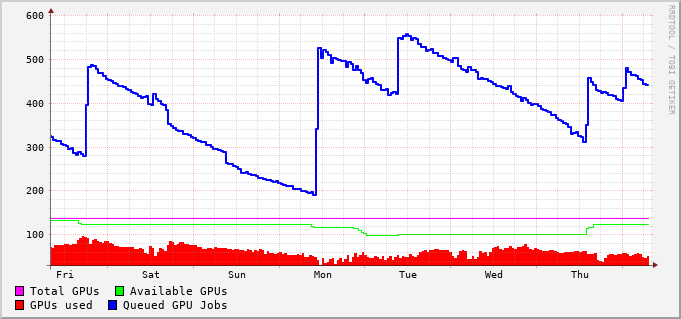 600
500
400
300
200
100
Fri Sat Sun Mon Tue Wed Thu
Total GPUs Available GPUs
GPUs used Queued GPU Jobs
RRDTOOL / TOBI OETIKER